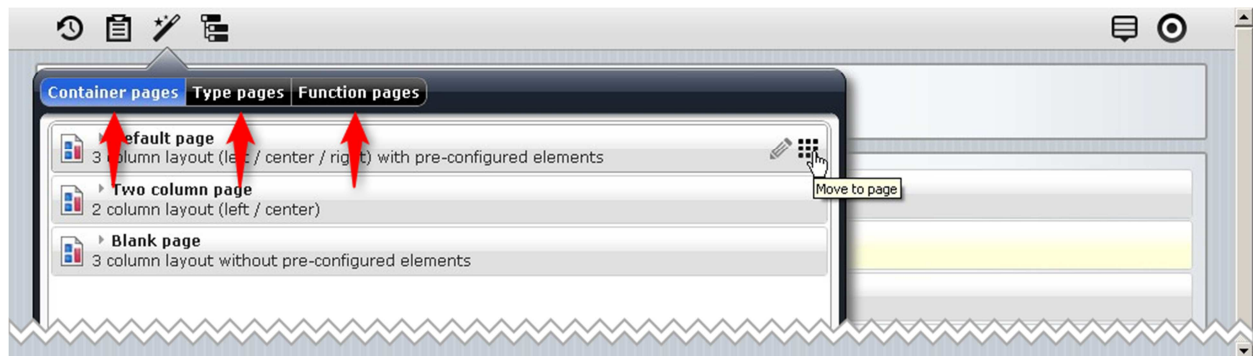 Container pages Type pages Function pages
Default page
3 column layout (left / center / right) with pre-configured elements
Move to page
Two column page
2 column layout (left / center)
Blank page
3 column layout without pre-configured elements